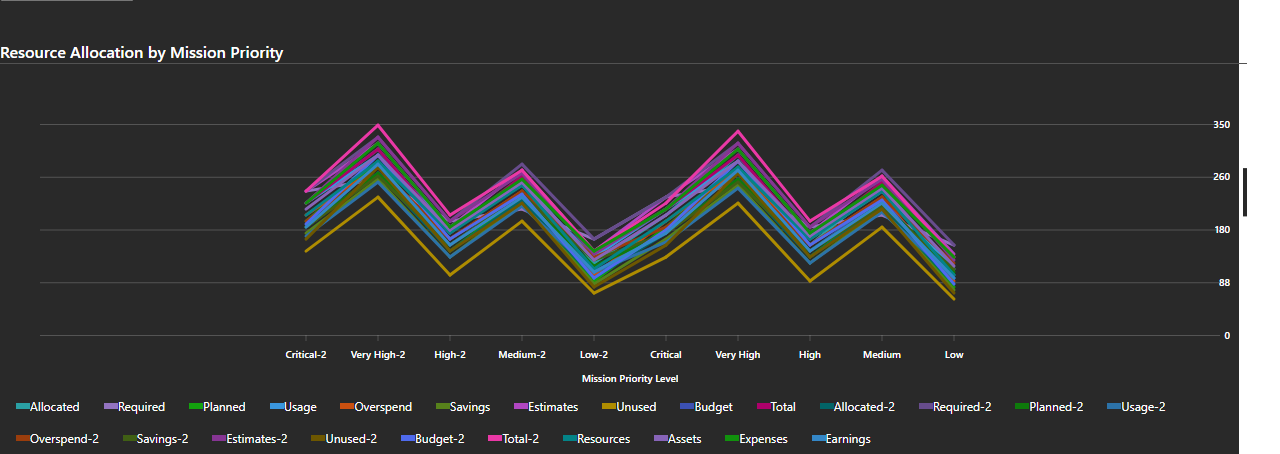 Resource Allocation by Mission Priority
350
260
180
88
0
Critical-2 Very High-2 High-2 Medium-2 Low-2 Critical Very High High Medium Low
Mission Priority Level
Allocated Required Planned Usage Overspend Savings Estimates Unused Budget Total Allocated-2 Required-2 Planned-2 Usage-2
Overspend-2 Savings-2 Estimates-2 Unused-2 Budget-2 Total-2 Resources Assets Expenses Earnings